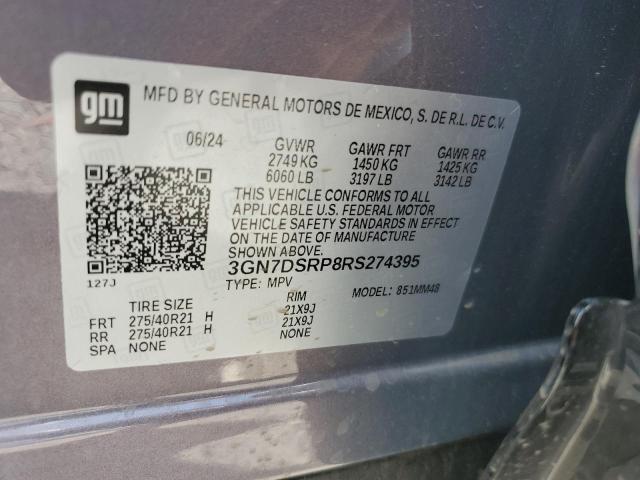 gm
MFD BY GENERAL MOTORS DE MEXICO, S. DE R.L. DE C.V.
06/24 GVWR GAWR FRT GAWR RR
2749 KG 1450 KG 1425 KG
6060 LB 3197 LB 3142 LB
THIS VEHICLE CONFORMS TO ALL
APPLICABLE U.S. FEDERAL MOTOR
VEHICLE SAFETY STANDARDS IN EFFECT
ON THE DATE OF MANUFACTURE
SHOWN ABOVE.
3GN7DSRP8RS274395
127J TYPE: MPV MODEL: 851MM48
TIRE SIZE RIM
FRT 275/40R21 H 21X9J
RR 275/40R21 H 21X9J
SPA NONE NONE